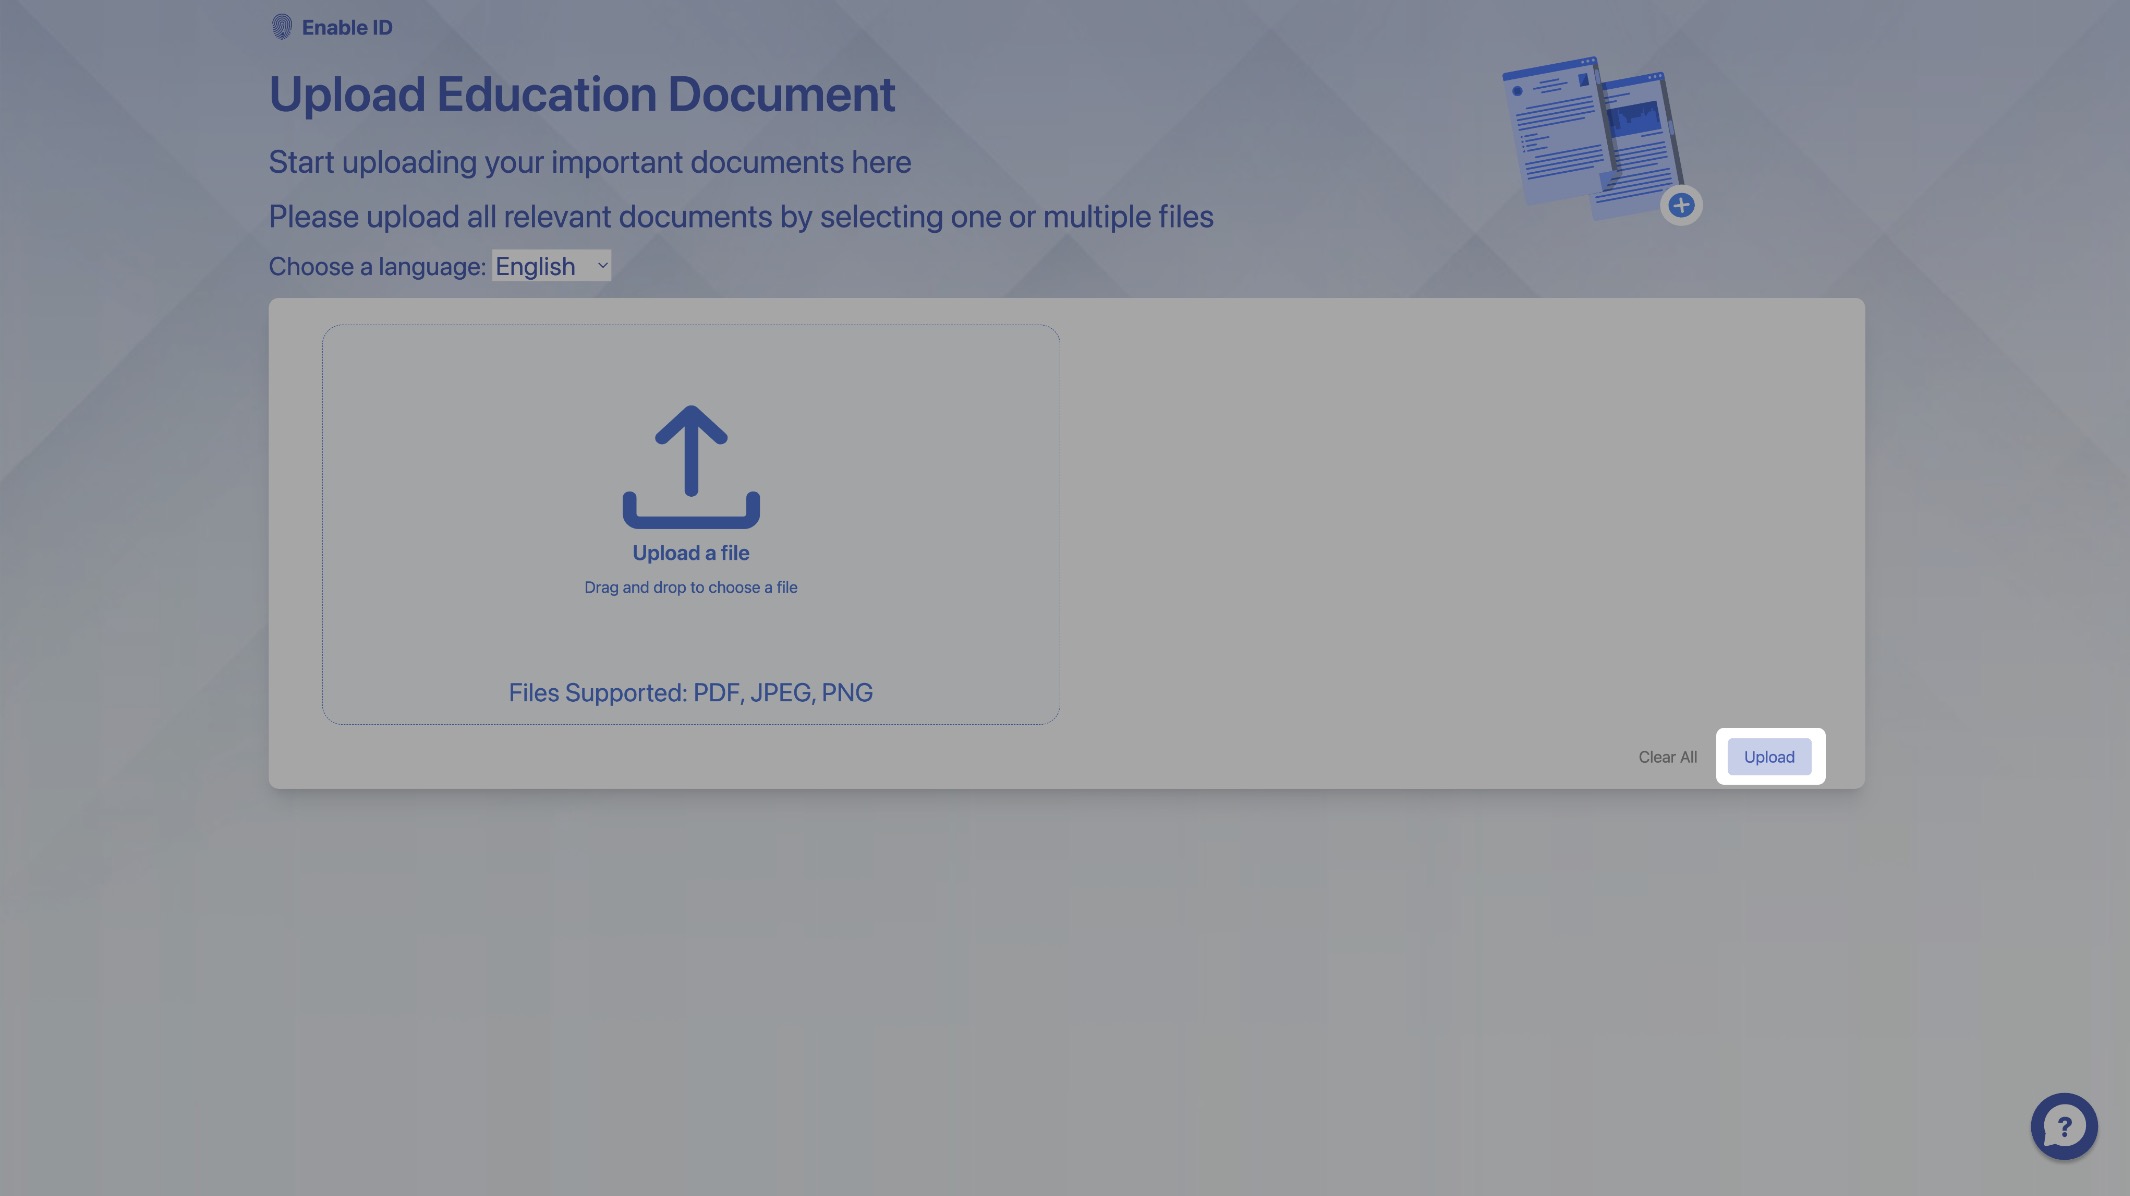 Enable ID
Upload Education Document
Start uploading your important documents here
Please upload all relevant documents by selecting one or multiple files
Choose a language: English
Upload a file
Drag and drop to choose a file
Files Supported: PDF, JPEG, PNG
Clear All
Upload
?